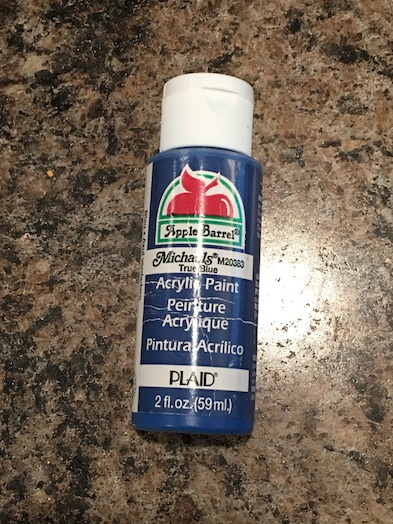 Apple Barrel®
Michaels® M20383
True Blue
Acrylic Paint
Peinture
Acrylique
Pintura Acrílico
PLAID®
2 fl.oz.(59ml.)